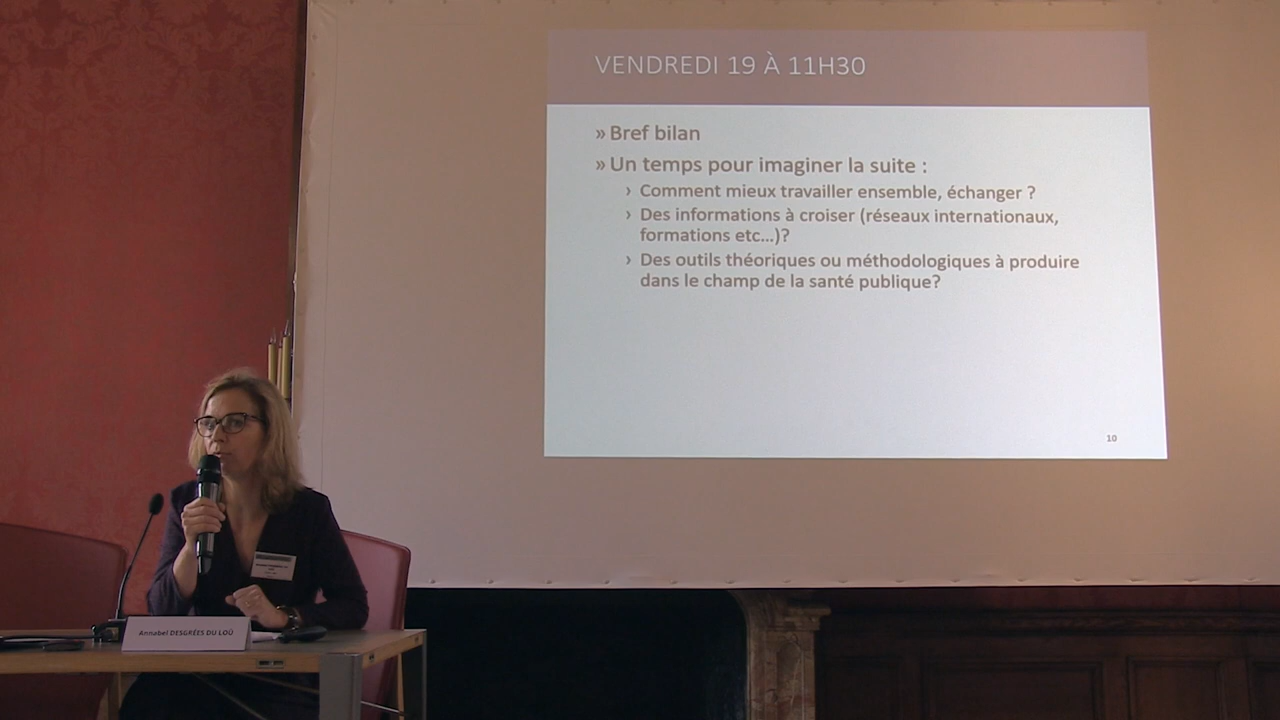 VENDREDI 19 À 11H30
» Bref bilan
» Un temps pour imaginer la suite :
› Comment mieux travailler ensemble, échanger ?
› Des informations à croiser (réseaux internationaux,
formations etc...)?
› Des outils théoriques ou méthodologiques à produire
dans le champ de la santé publique?
10
Annabel DESGRÉES DU LOÛ